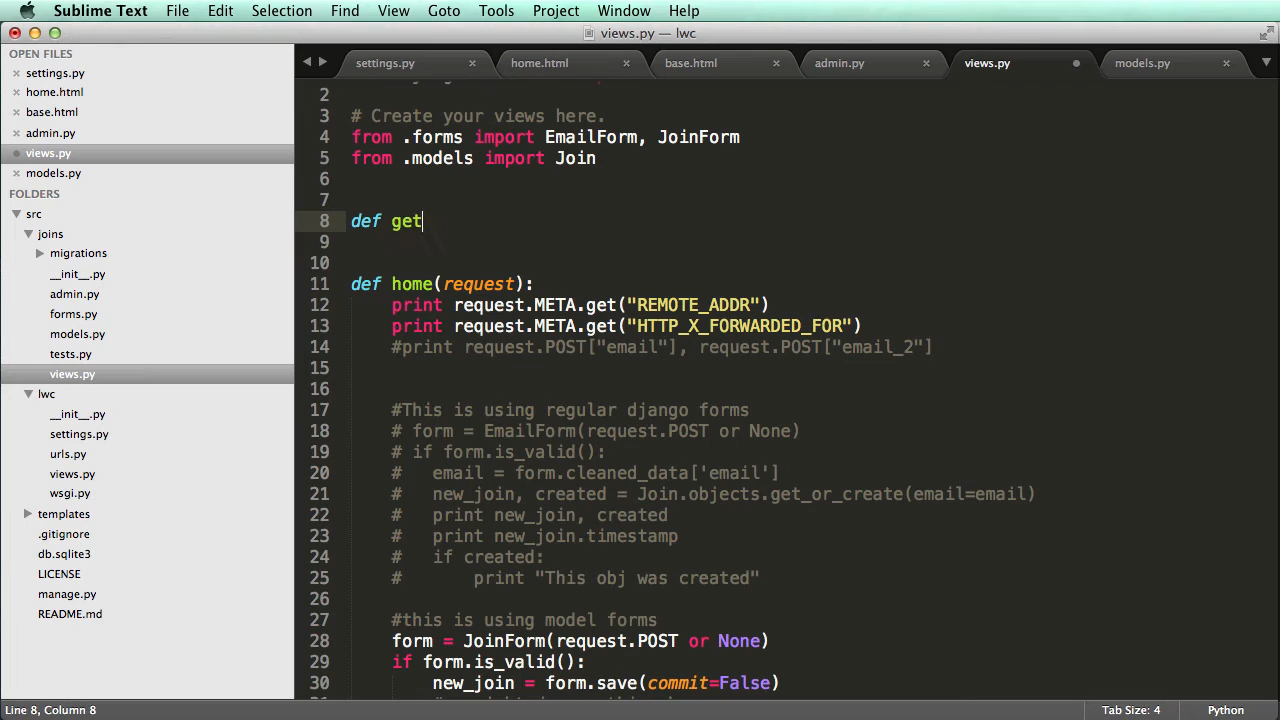 Sublime Text File Edit Selection Find View Goto Tools Project Window Help
views.py — lwc
OPEN FILES
settings.py
home.html
base.html
admin.py
views.py
models.py
FOLDERS
src
joins
migrations
__init__.py
admin.py
forms.py
models.py
tests.py
views.py
lwc
__init__.py
settings.py
urls.py
views.py
wsgi.py
templates
.gitignore
db.sqlite3
LICENSE
manage.py
README.md
settings.py home.html base.html admin.py views.py models.py
2
3 # Create your views here.
4 from .forms import EmailForm, JoinForm
5 from .models import Join
6
7
8 def get
9
10
11 def home(request):
12 print request.META.get("REMOTE_ADDR")
13 print request.META.get("HTTP_X_FORWARDED_FOR")
14 #print request.POST["email"], request.POST["email_2"]
15
16
17 #This is using regular django forms
18 # form = EmailForm(request.POST or None)
19 # if form.is_valid():
20 # email = form.cleaned_data['email']
21 # new_join, created = Join.objects.get_or_create(email=email)
22 # print new_join, created
23 # print new_join.timestamp
24 # if created:
25 # print "This obj was created"
26
27 #this is using model forms
28 form = JoinForm(request.POST or None)
29 if form.is_valid():
30 new_join = form.save(commit=False)
Line 8, Column 8 Tab Size: 4 Python